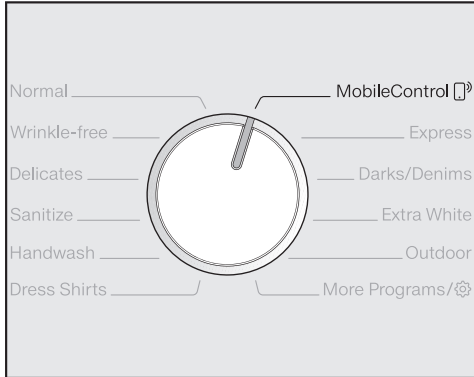 Normal
MobileControl
Wrinkle-free
Express
Delicates
Darks/Denims
Sanitize
Extra White
Handwash
Outdoor
Dress Shirts
More Programs/